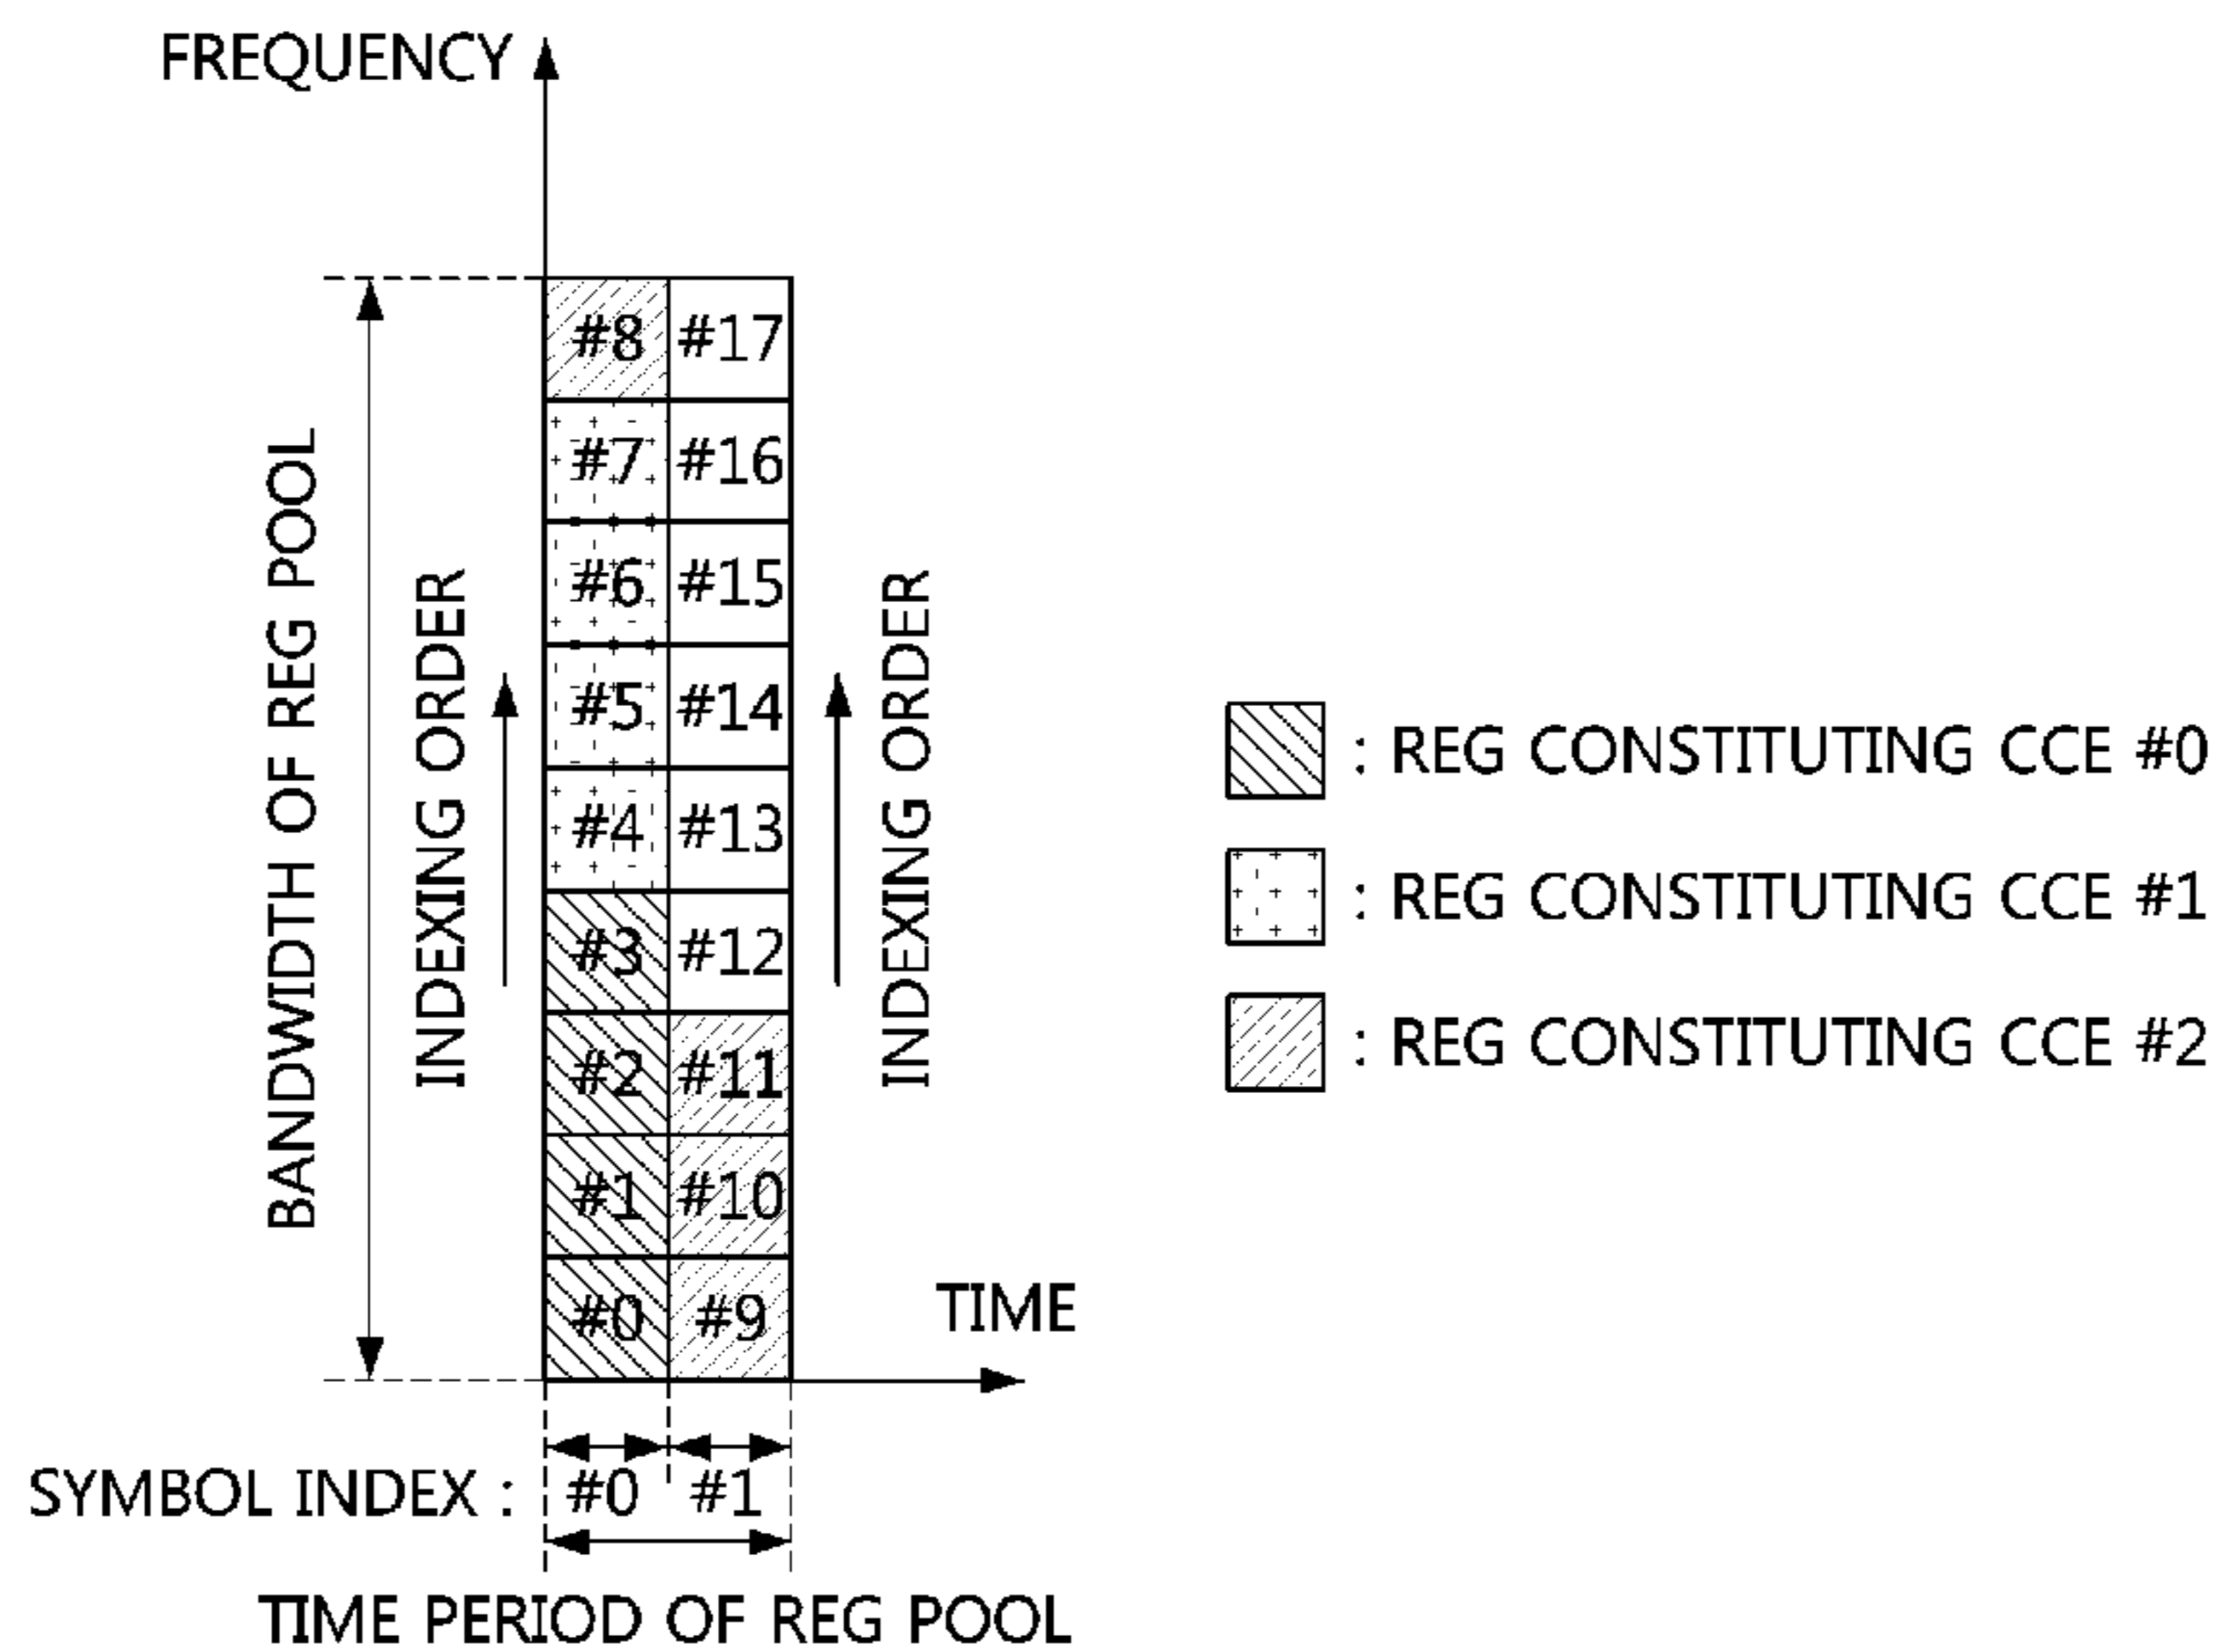 FREQUENCY
BANDWIDTH OF REG POOL
INDEXING ORDER
#8 #17
#7 #16
#6 #15
#5 #14
#4 #13
#3 #12
#2 #11
#1 #10
#0 #9
INDEXING ORDER
TIME
SYMBOL INDEX : #0 #1
TIME PERIOD OF REG POOL
: REG CONSTITUTING CCE #0
: REG CONSTITUTING CCE #1
: REG CONSTITUTING CCE #2